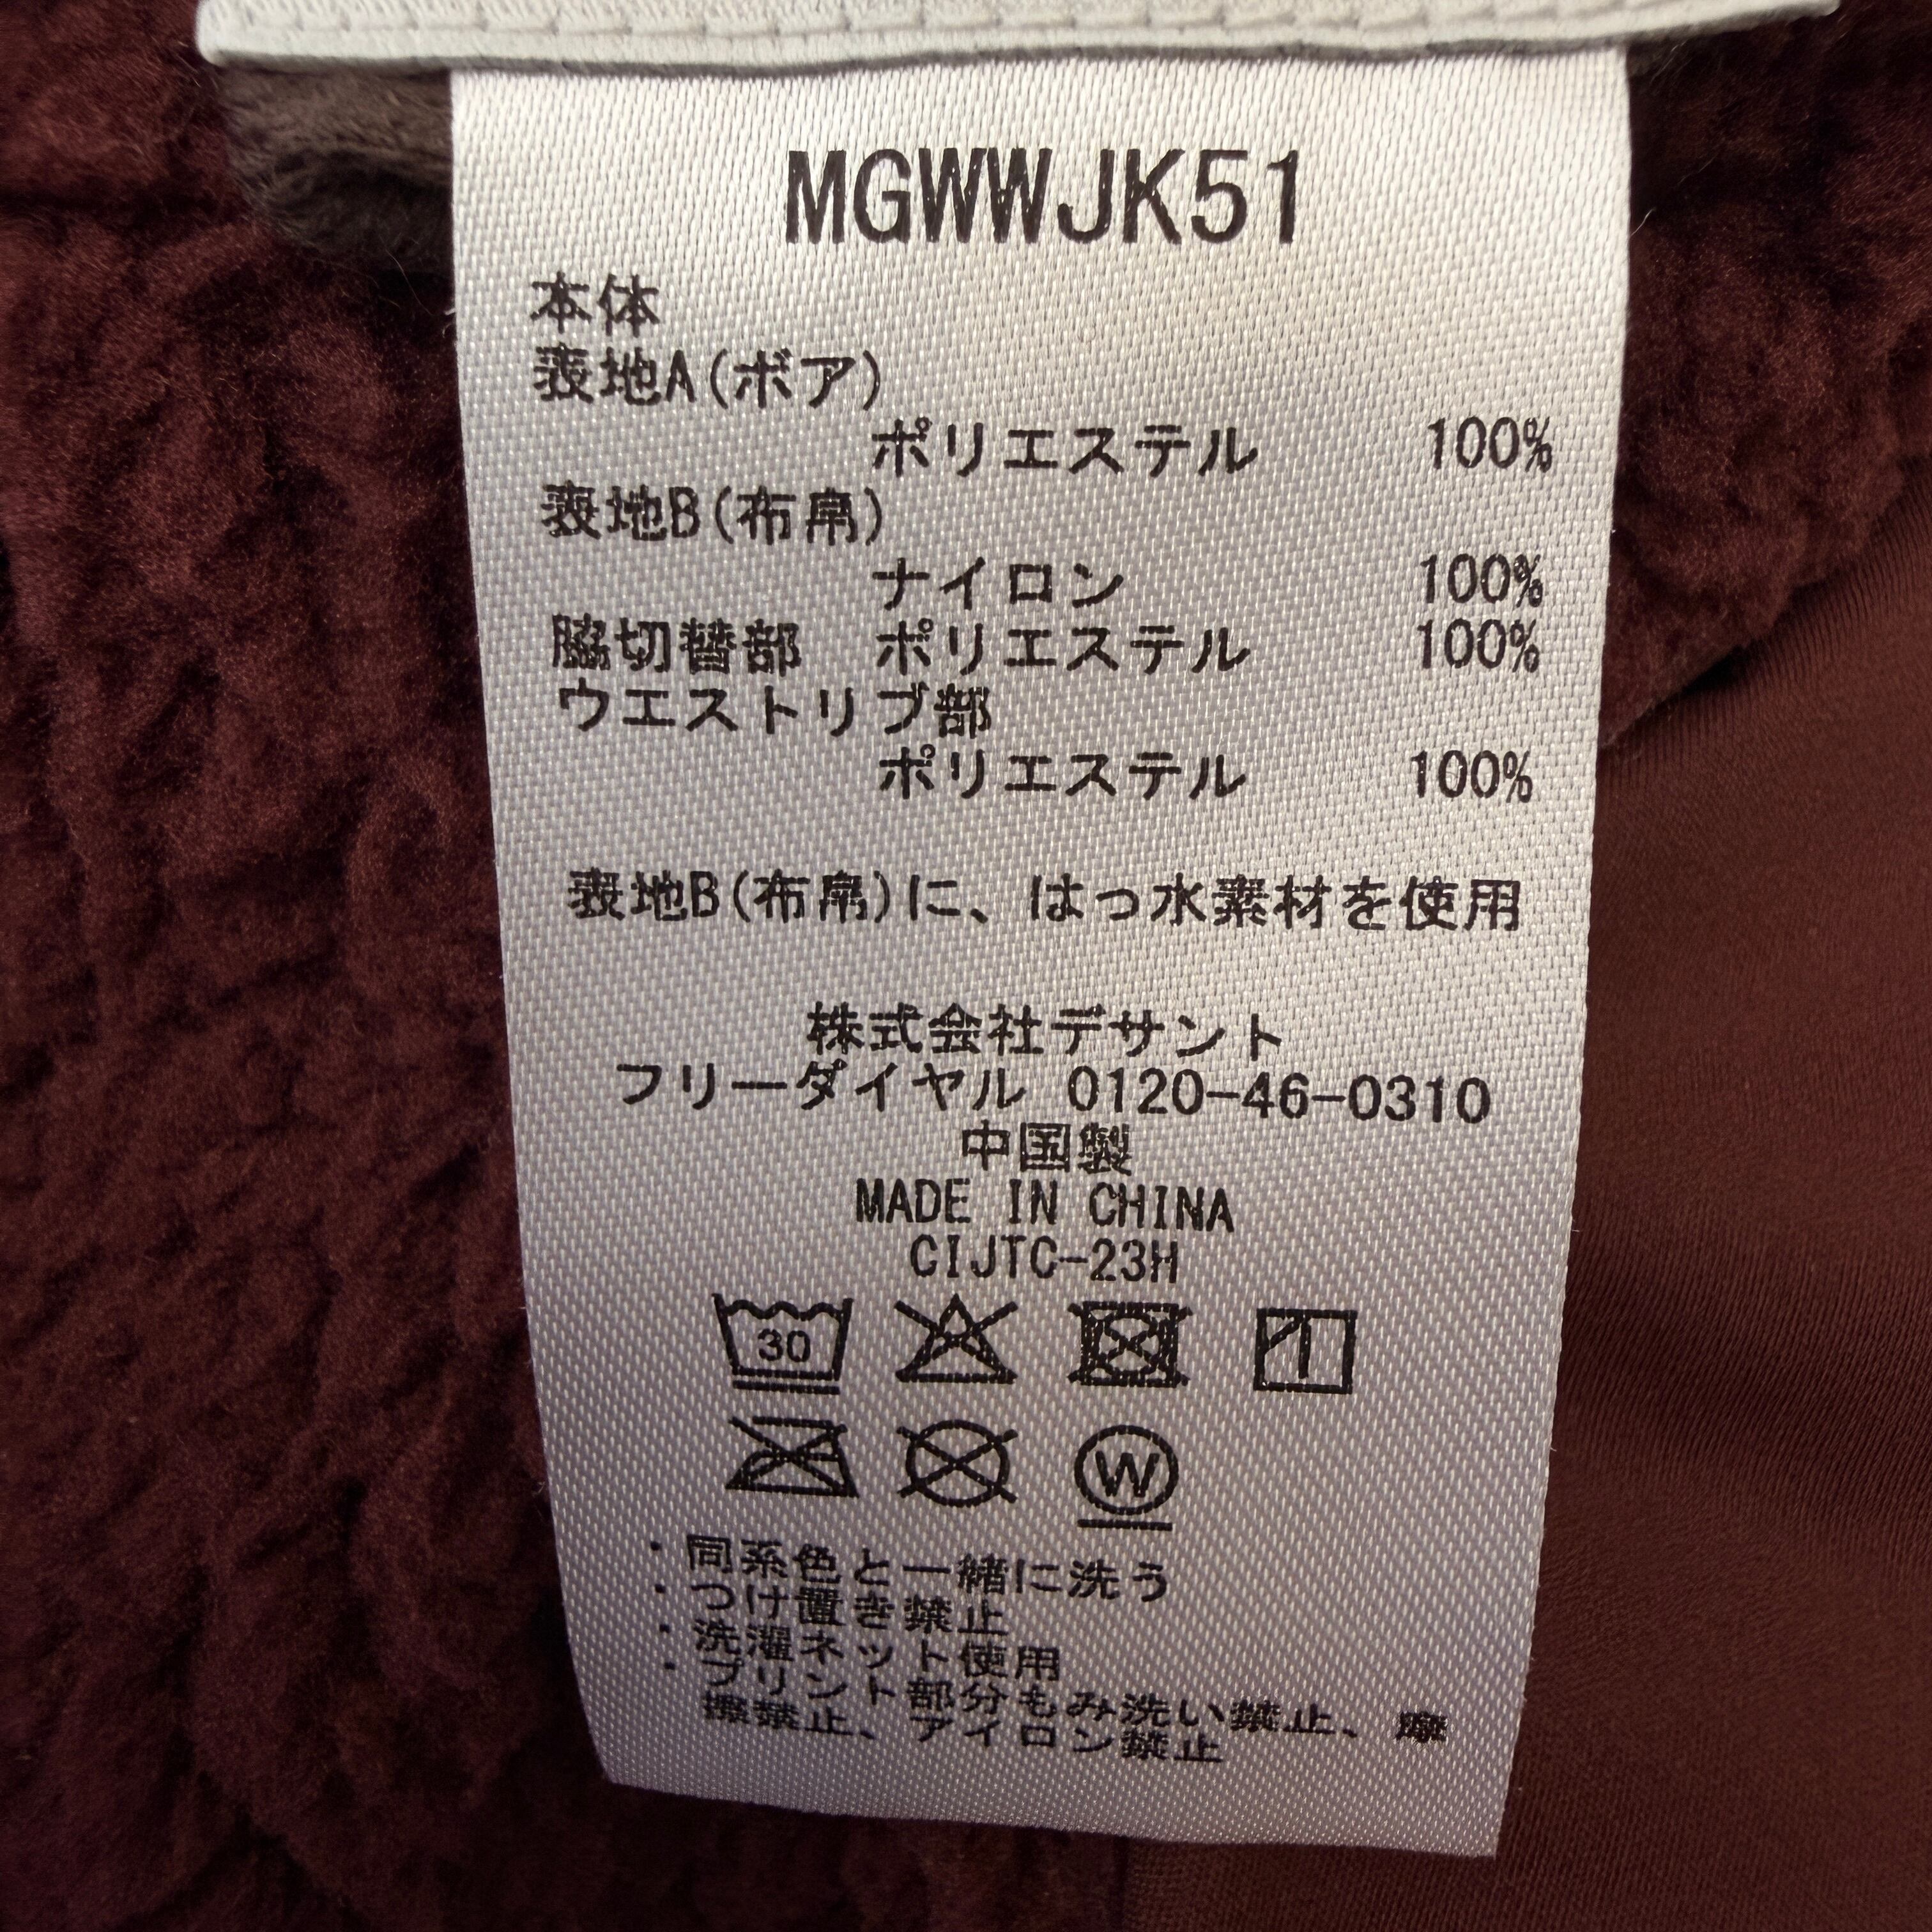 MGWWJK51
本体
表地A(ボア)
ポリエステル 100%
表地B(布帛)
ナイロン 100%
脇切替部 ポリエステル 100%
ウエストリブ部
ポリエステル 100%
表地B(布帛)に、はっ水素材を使用
株式会社デサント
フリーダイヤル 0120-46-0310
中国製
MADE IN CHINA
CIJTC-23H
30
W
・同系色と一緒に洗う
・つけ置き禁止
・洗濯ネット使用
・プリント部分もみ洗い禁止、摩
擦禁止、アイロン禁止